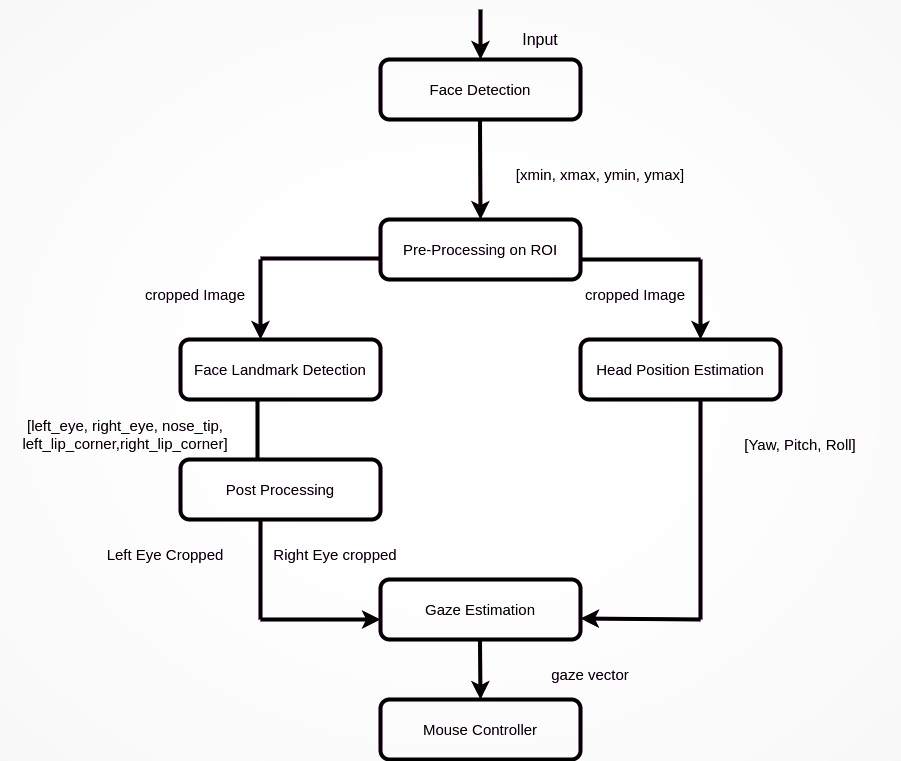 Input
Face Detection
[xmin, xmax, ymin, ymax]
Pre-Processing on ROI
cropped Image
cropped Image
Face Landmark Detection
Head Position Estimation
[left_eye, right_eye, nose_tip,
left_lip_corner,right_lip_corner]
[Yaw, Pitch, Roll]
Post Processing
Left Eye Cropped
Right Eye cropped
Gaze Estimation
gaze vector
Mouse Controller